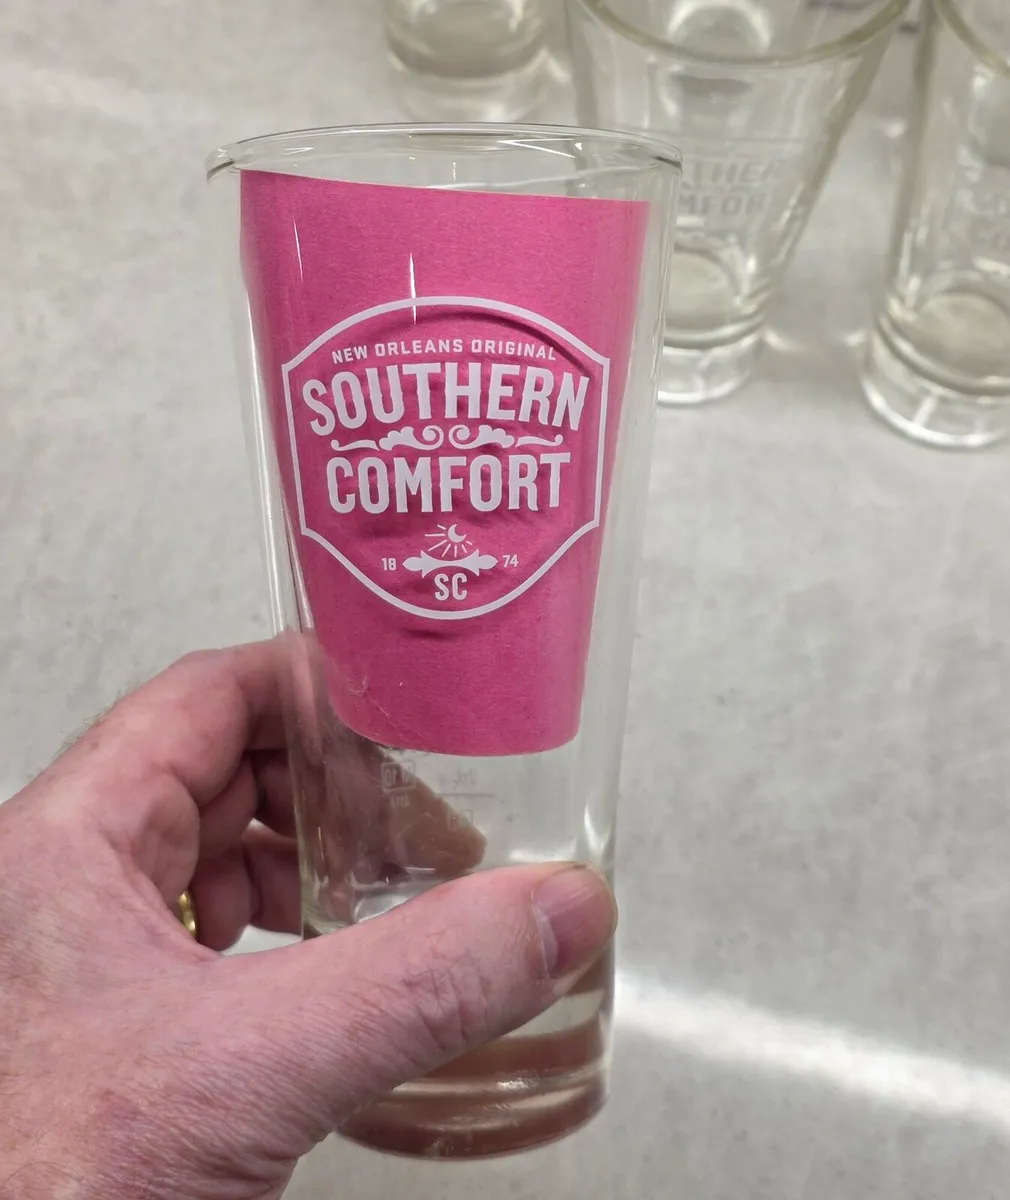 NEW ORLEANS ORIGINAL
SOUTHERN
COMFORT
18 74
SC